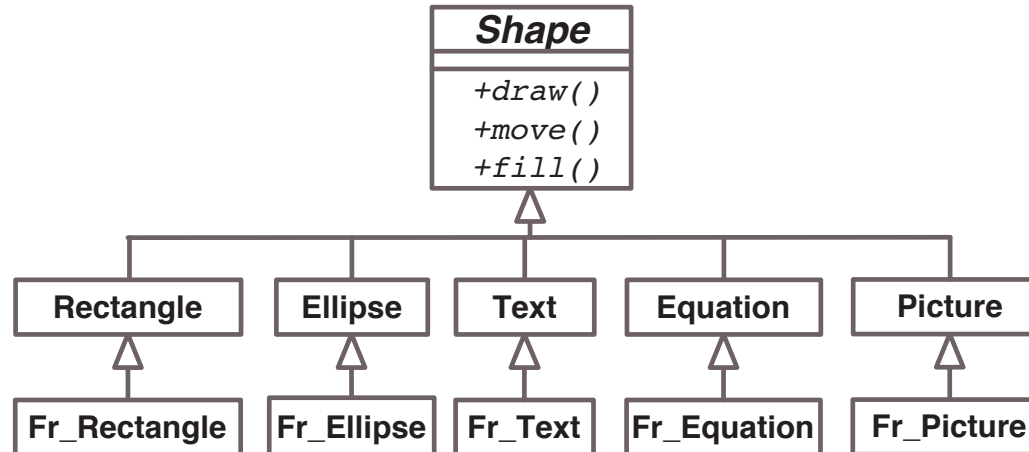 Shape
+draw()
+move()
+fill()
Rectangle
Ellipse
Text
Equation
Picture
Fr_Rectangle
Fr_Ellipse
Fr_Text
Fr_Equation
Fr_Picture